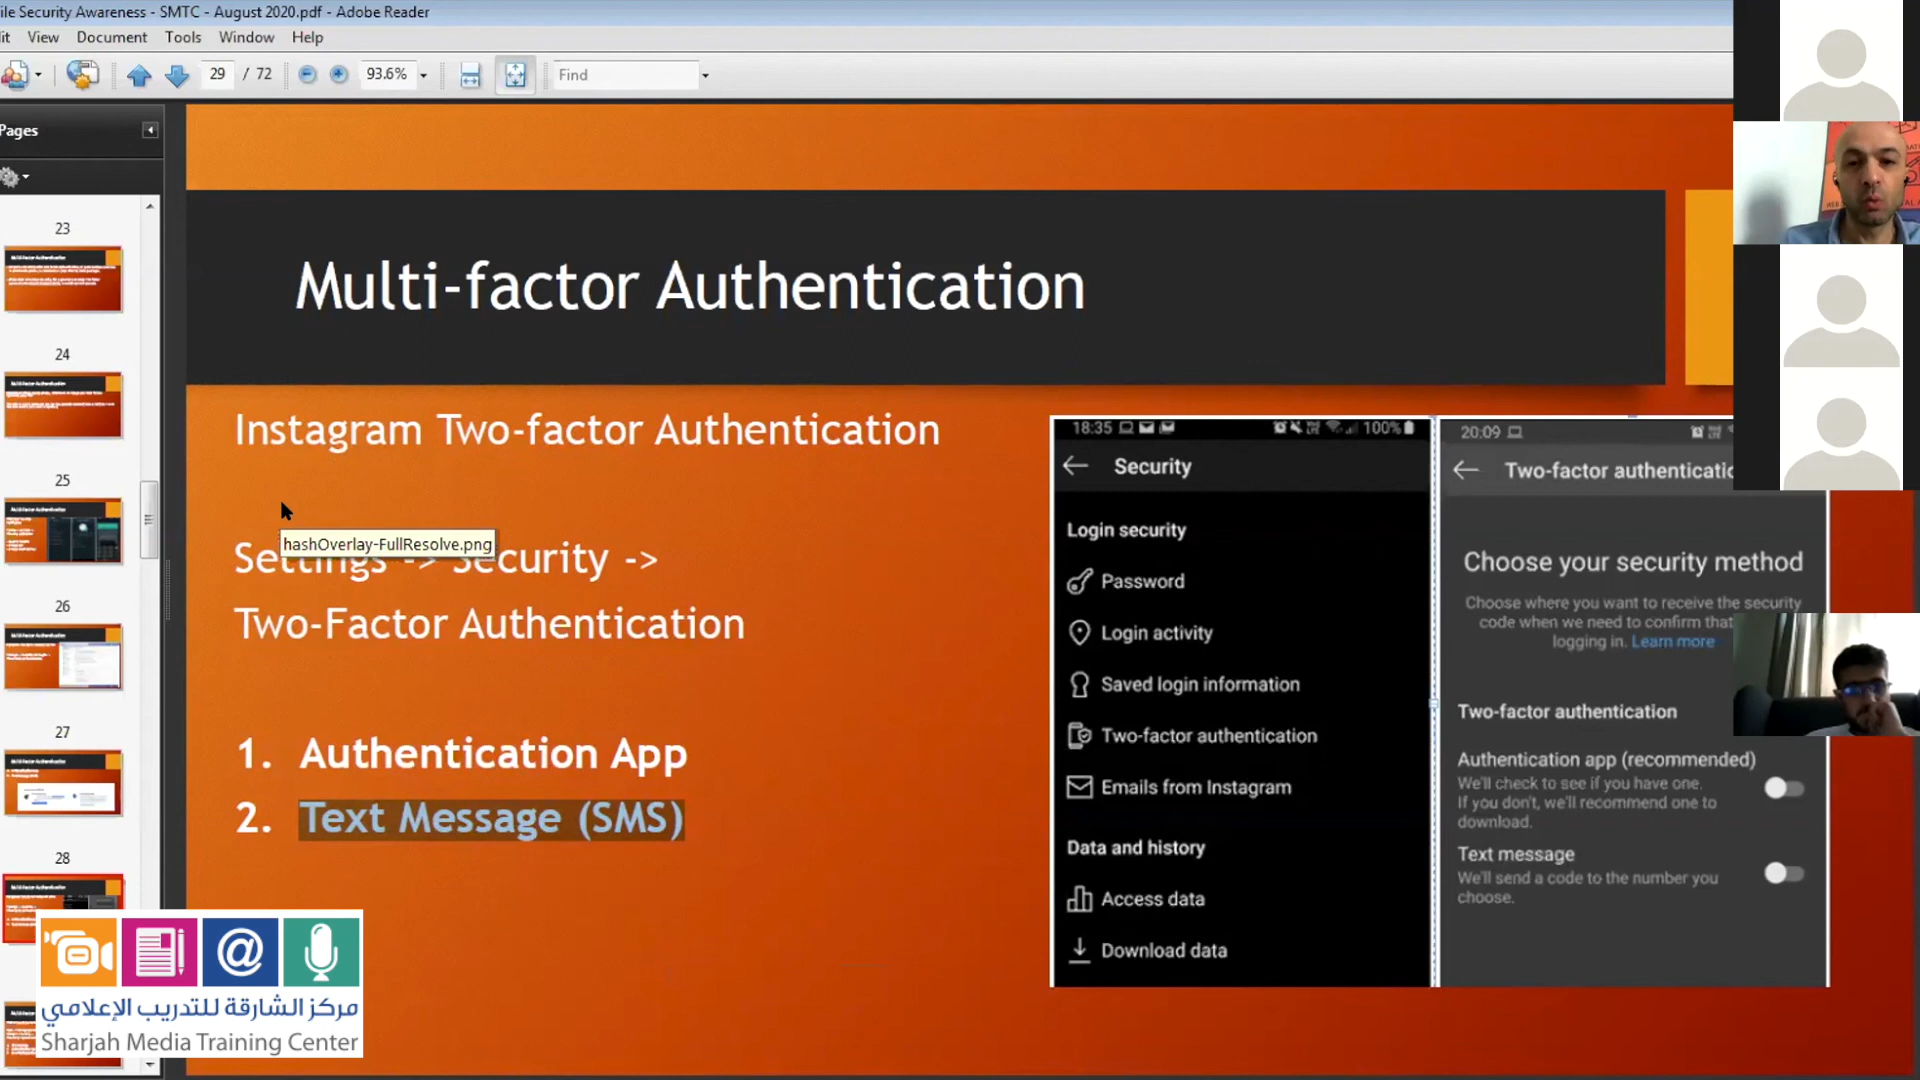 ile Security Awareness - SMTC - August 2020.pdf - Adobe Reader
it View Document Tools Window Help
29 / 72 93.6% Find
Pages
23
24
25
26
27
28
Multi-factor Authentication
Instagram Two-factor Authentication
hashOverlay-FullResolve.png
Settings -> Security ->
Two-Factor Authentication
1. Authentication App
2. Text Message (SMS)
18:35 100%
Security
Login security
Password
Login activity
Saved login information
Two-factor authentication
Emails from Instagram
Data and history
Access data
Download data
20:09
Two-factor authenticatio
Choose your security method
Choose where you want to receive the security
code when we need to confirm that
logging in. Learn more
Two-factor authentication
Authentication app (recommended)
We'll check to see if you have one.
If you don't, we'll recommend one to
download.
Text message
We'll send a code to the number you
choose.
مركز الشارقة للتدريب الإعلامي
Sharjah Media Training Center